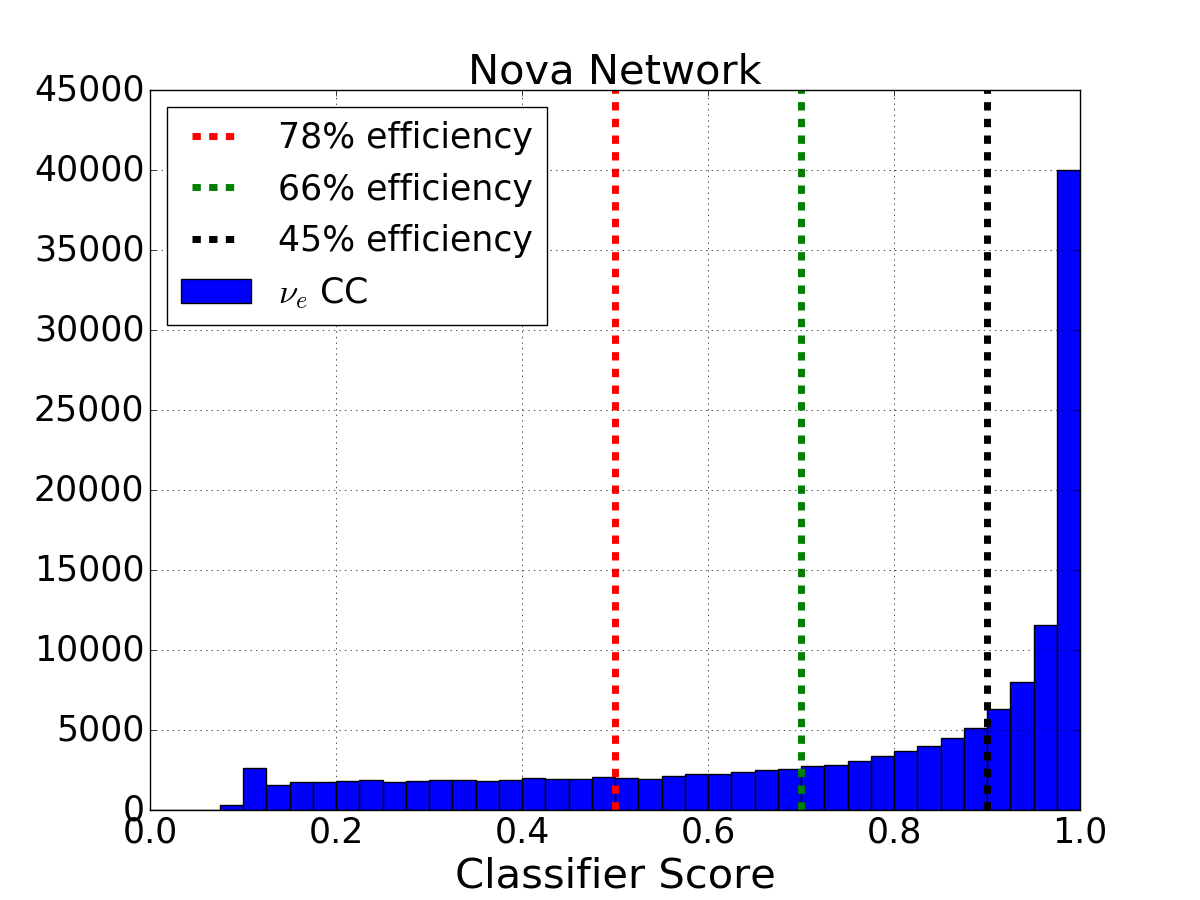 Nova Network
45000
40000
35000
30000
25000
20000
15000
10000
5000
0
78% efficiency
66% efficiency
45% efficiency
νₑ CC
0.0 0.2 0.4 0.6 0.8 1.0
Classifier Score